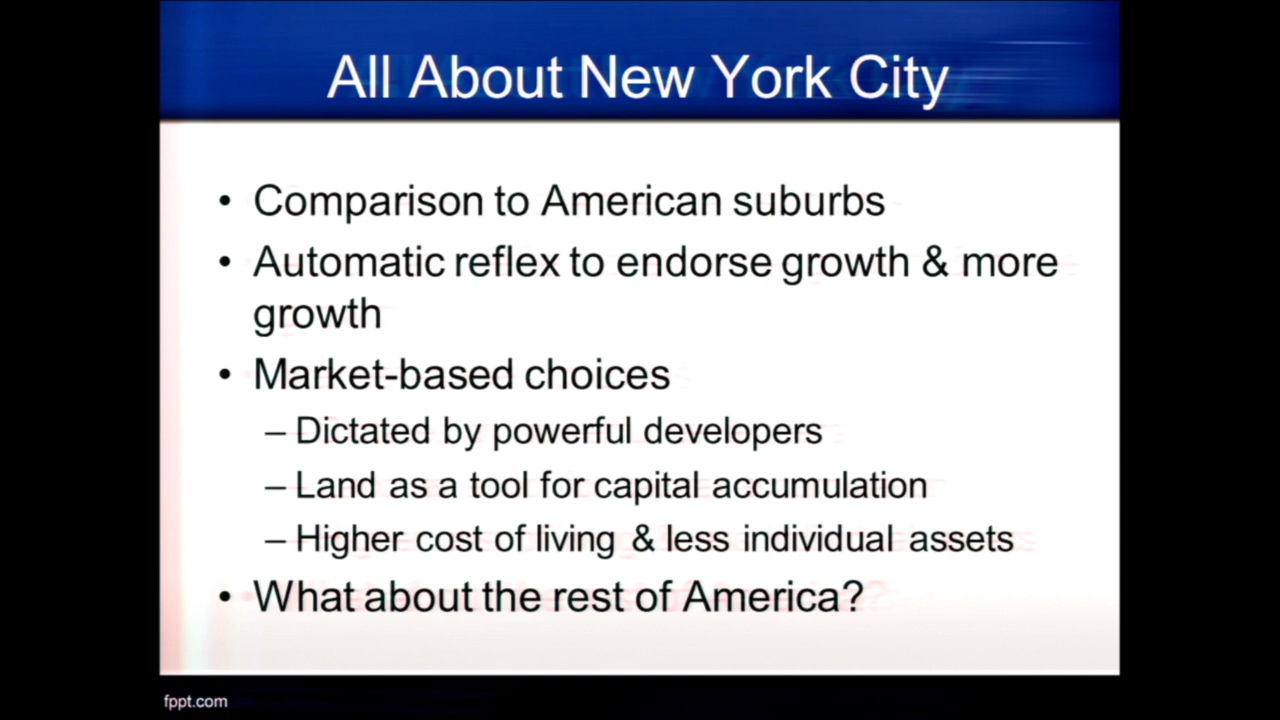 All About New York City
• Comparison to American suburbs
• Automatic reflex to endorse growth & more
growth
• Market-based choices
– Dictated by powerful developers
– Land as a tool for capital accumulation
– Higher cost of living & less individual assets
• What about the rest of America?
fppt.com